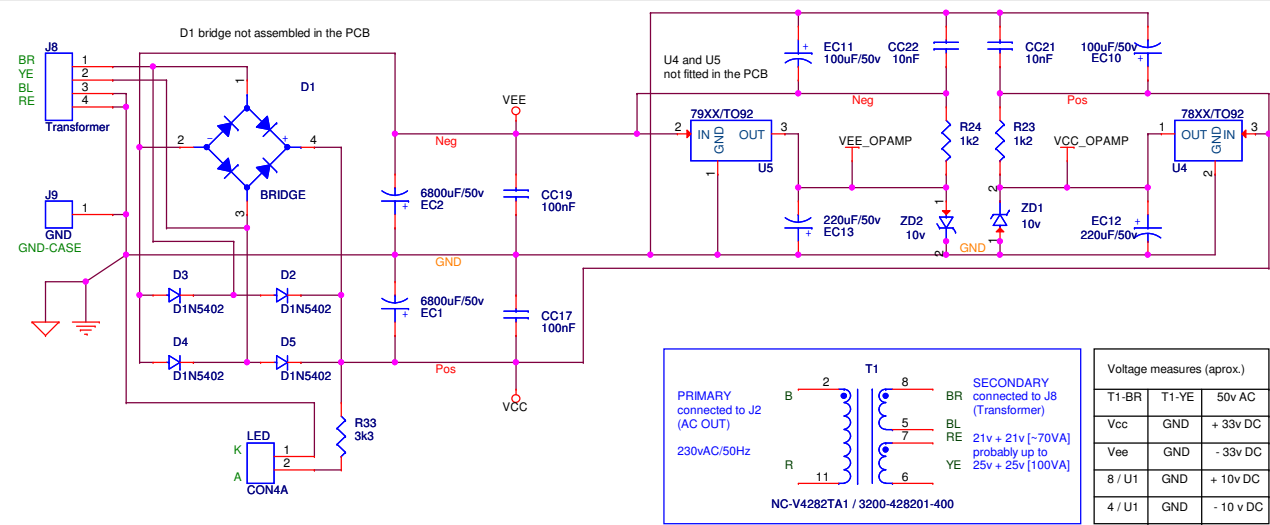 D1 bridge not assembled in the PCB
J8
BR
YE
BL
RE
1
2
3
4
Transformer
D1
1
2
4
3
-
+
BRIDGE
J9
1
GND
GND-CASE
D3
D1N5402
D2
D1N5402
D4
D1N5402
D5
D1N5402
LED
K
A
1
2
CON4A
R33
3k3
Neg
GND
Pos
6800uF/50v
EC2
6800uF/50v
EC1
VEE
CC19
100nF
CC17
100nF
VCC
U4 and U5
not fitted in the PCB
EC11
100uF/50v
CC22
10nF
CC21
10nF
100uF/50v
EC10
Neg
Pos
79XX/TO92
2
IN
GND
OUT
3
1
U5
VEE_OPAMP
R24
1k2
R23
1k2
VCC_OPAMP
78XX/TO92
1
OUT
GND
IN
3
2
U4
220uF/50v
EC13
ZD2
10v
1
2
GND
2
1
ZD1
10v
EC12
220uF/50v
T1
PRIMARY
connected to J2
(AC OUT)
230vAC/50Hz
B
R
2
11
8
5
7
6
BR
BL
RE
YE
SECONDARY
connected to J8
(Transformer)
21v + 21v [~70VA]
probably up to
25v + 25v [100VA]
NC-V4282TA1 / 3200-428201-400
Voltage measures (aprox.)
T1-BR T1-YE 50v AC
Vcc GND + 33v DC
Vee GND - 33v DC
8 / U1 GND + 10v DC
4 / U1 GND - 10 v DC